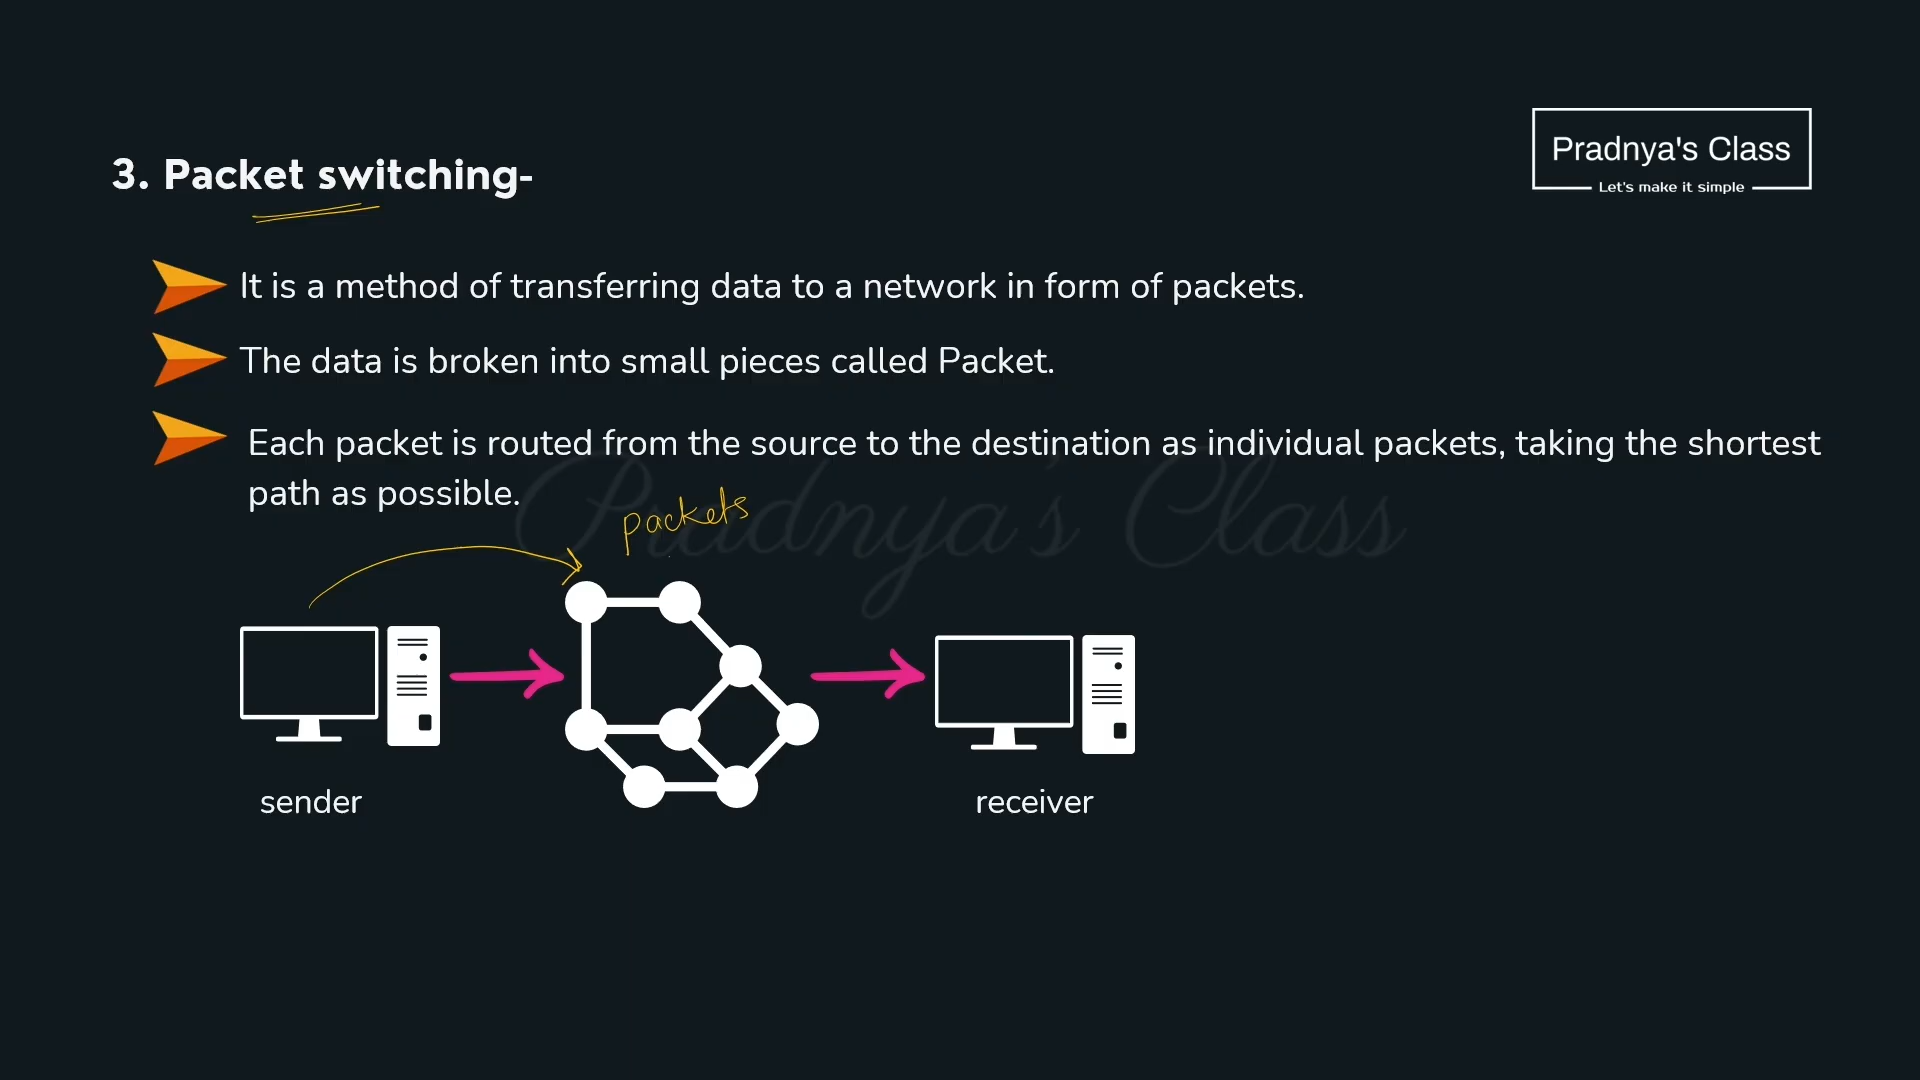 Pradnya's Class
Let's make it simple
3. Packet switching-
It is a method of transferring data to a network in form of packets.
The data is broken into small pieces called Packet.
Each packet is routed from the source to the destination as individual packets, taking the shortest
path as possible.
Pradnya's Class
packets
sender
receiver